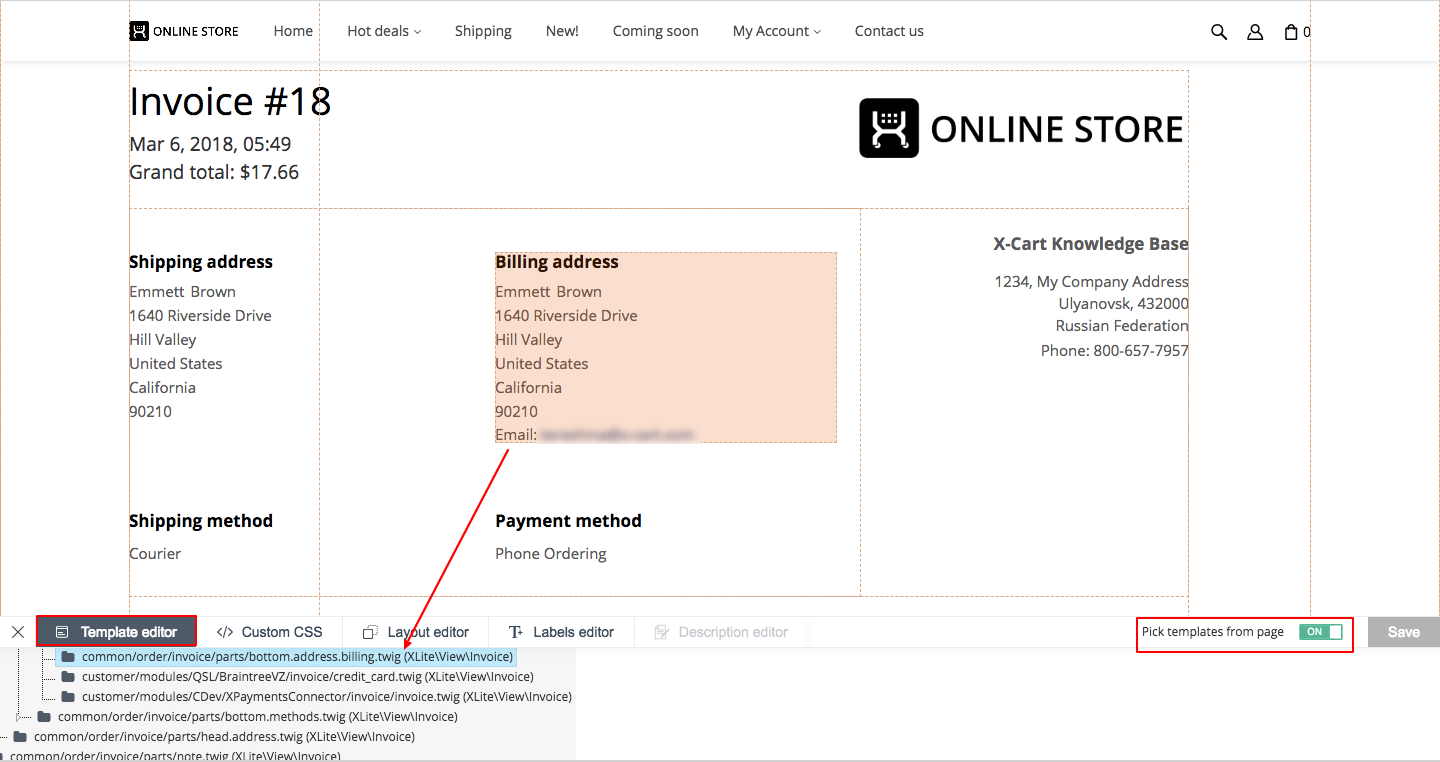 ONLINE STORE Home Hot deals Shipping New! Coming soon My Account Contact us 0
Invoice #18
Mar 6, 2018, 05:49
Grand total: $17.66
ONLINE STORE
Shipping address
Emmett Brown
1640 Riverside Drive
Hill Valley
United States
California
90210
Billing address
Emmett Brown
1640 Riverside Drive
Hill Valley
United States
California
90210
Email:
X-Cart Knowledge Base
1234, My Company Address
Ulyanovsk, 432000
Russian Federation
Phone: 800-657-7957
Shipping method
Courier
Payment method
Phone Ordering
Template editor </> Custom CSS Layout editor Labels editor Description editor Pick templates from page ON Save
common/order/invoice/parts/bottom.address.billing.twig (XLite\View\Invoice)
customer/modules/QSL/BraintreeVZ/invoice/credit_card.twig (XLite\View\Invoice)
customer/modules/CDev/XPaymentsConnector/invoice/invoice.twig (XLite\View\Invoice)
common/order/invoice/parts/bottom.methods.twig (XLite\View\Invoice)
common/order/invoice/parts/head.address.twig (XLite\View\Invoice)
common/order/invoice/parts/note.twig (XLite\View\Invoice)